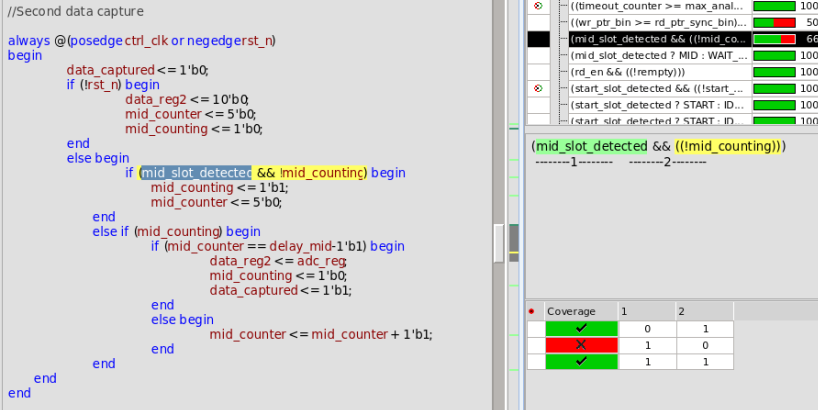 //Second data capture
always @(posedge ctrl_clk or negedge rst_n)
begin
data_captured <= 1'b0;
if (!rst_n) begin
data_reg2 <= 10'b0;
mid_counter <= 5'b0;
mid_counting <= 1'b0;
end
else begin
if (mid_slot_detected && !mid_counting) begin
mid_counting <= 1'b1;
mid_counter <= 5'b0;
end
else if (mid_counting) begin
if (mid_counter == delay_mid-1'b1) begin
data_reg2 <= adc_reg;
mid_counting <= 1'b0;
data_captured <= 1'b1;
end
else begin
mid_counter <= mid_counter + 1'b1;
end
end
end
end
((timeout_counter >= max_anal... 100
((wr_ptr_bin >= rd_ptr_sync_bin)... 50
(mid_slot_detected && ((!mid_co... 66
(mid_slot_detected ? MID : WAIT_... 100
(rd_en && ((!rempty))) 100
(start_slot_detected && ((!start_... 100
(start_slot_detected ? START : ID... 100
(start_slot_detected ? START : ID... 100
(mid_slot_detected && ((!mid_counting)))
--------1-------- --------2--------
Coverage 1 2
0 1
1 0
1 1